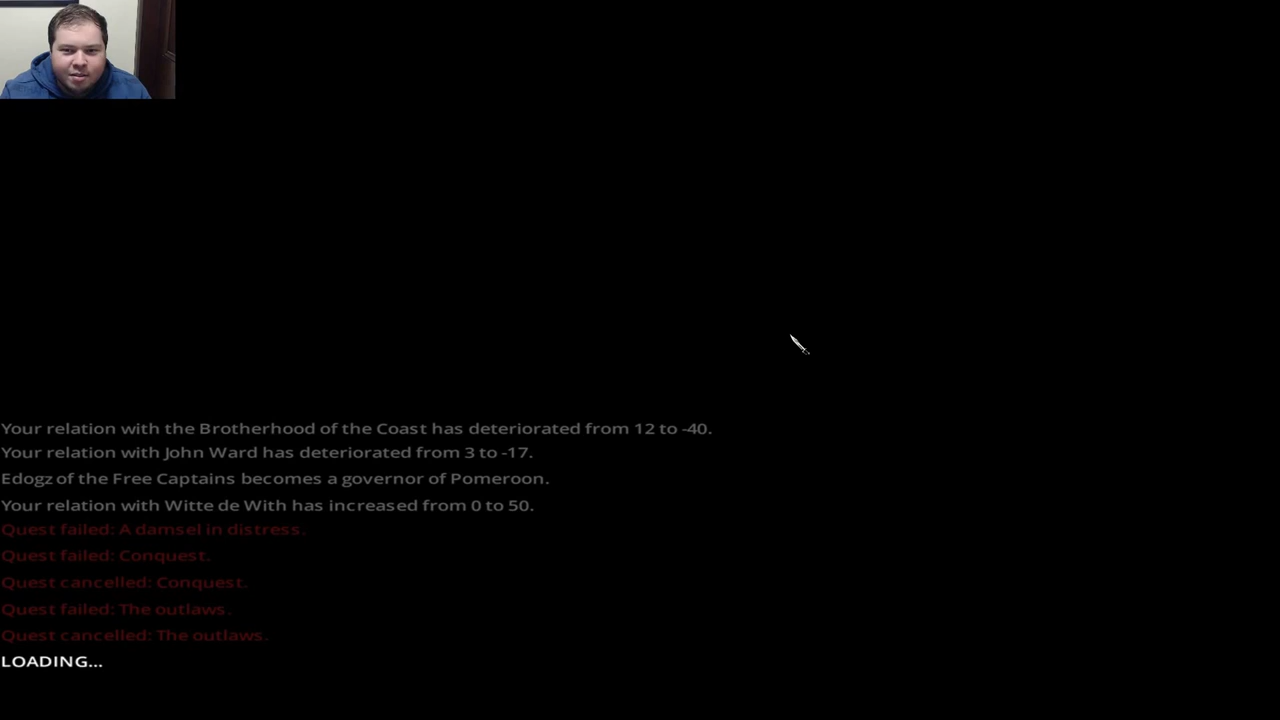 Your relation with the Brotherhood of the Coast has deteriorated from 12 to -40.
Your relation with John Ward has deteriorated from 3 to -17.
Edogz of the Free Captains becomes a governor of Pomeroon.
Your relation with Witte de With has increased from 0 to 50.
Quest failed: A damsel in distress.
Quest failed: Conquest.
Quest cancelled: Conquest.
Quest failed: The outlaws.
Quest cancelled: The outlaws.
LOADING...